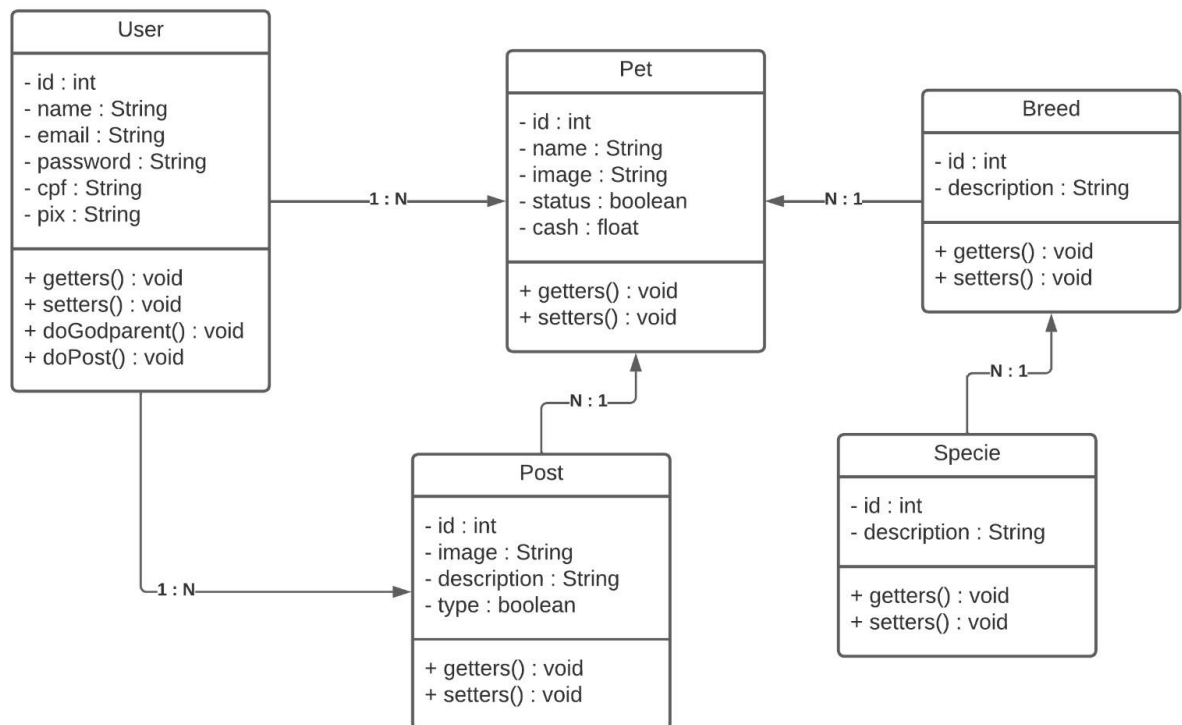 User
- id : int
- name : String
- email : String
- password : String
- cpf : String
- pix : String
+ getters() : void
+ setters() : void
+ doGodparent() : void
+ doPost() : void
1 : N
Pet
- id : int
- name : String
- image : String
- status : boolean
- cash : float
+ getters() : void
+ setters() : void
N : 1
Breed
- id : int
- description : String
+ getters() : void
+ setters() : void
N : 1
N : 1
Specie
- id : int
- description : String
+ getters() : void
+ setters() : void
1 : N
Post
- id : int
- image : String
- description : String
- type : boolean
+ getters() : void
+ setters() : void